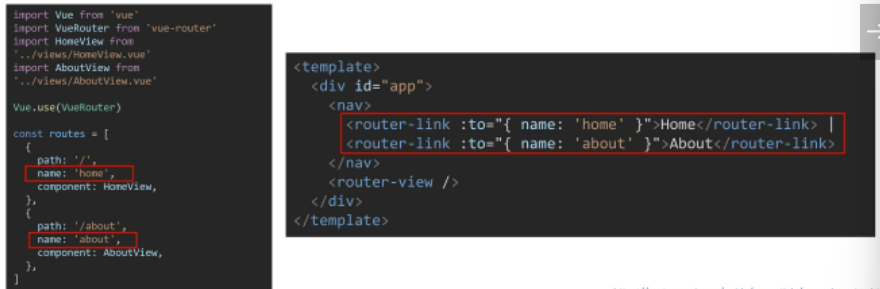 import Vue from 'vue'
import VueRouter from 'vue-router'
import HomeView from
'../views/HomeView.vue'
import AboutView from
'../views/AboutView.vue'
Vue.use(VueRouter)
const routes = [
{
path: '/',
name: 'home',
component: HomeView,
},
{
path: '/about',
name: 'about',
component: AboutView,
},
]
<template>
<div id="app">
<nav>
<router-link :to="{ name: 'home' }">Home</router-link> |
<router-link :to="{ name: 'about' }">About</router-link>
</nav>
<router-view />
</div>
</template>